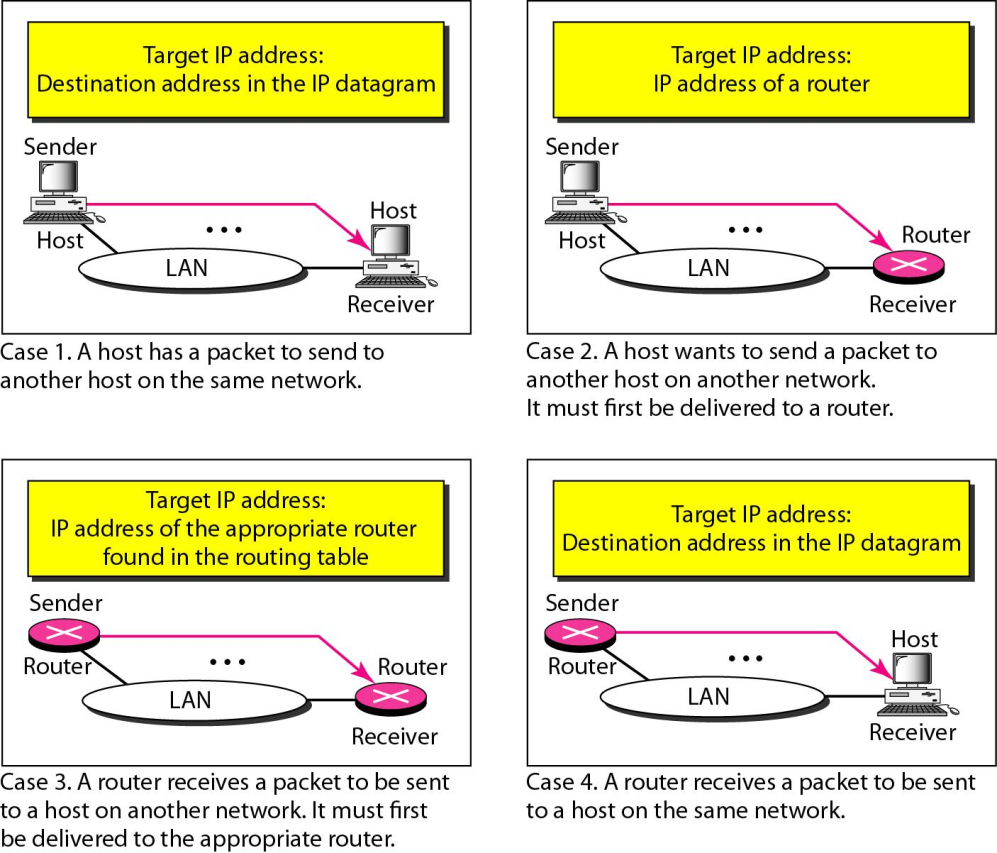 Target IP address:
Destination address in the IP datagram
Sender
Host
Host
LAN
Receiver
Case 1. A host has a packet to send to
another host on the same network.
Target IP address:
IP address of a router
Sender
Host
Router
LAN
Receiver
Case 2. A host wants to send a packet to
another host on another network.
It must first be delivered to a router.
Target IP address:
IP address of the appropriate router
found in the routing table
Sender
Router
Router
LAN
Receiver
Case 3. A router receives a packet to be sent
to a host on another network. It must first
be delivered to the appropriate router.
Target IP address:
Destination address in the IP datagram
Sender
Router
Host
LAN
Receiver
Case 4. A router receives a packet to be sent
to a host on the same network.